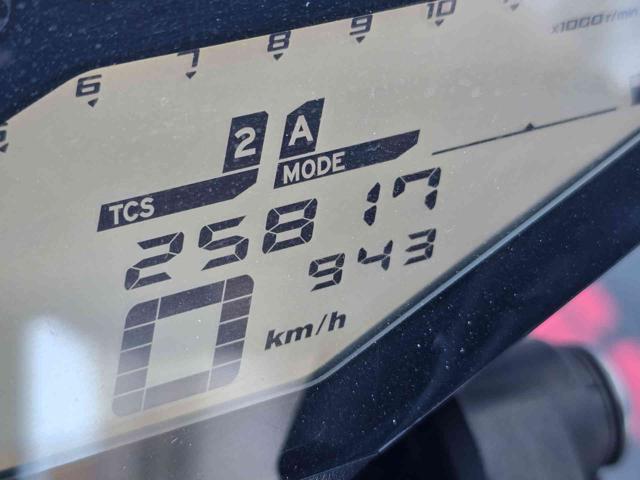 6 7 8 9 10
x1000r/min
2 A
TCS MODE
25817
943
0 km/h